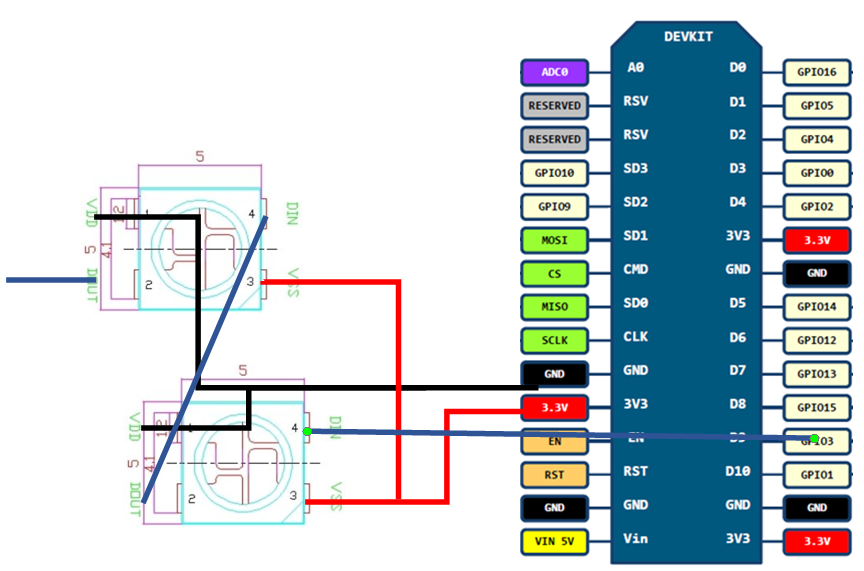 DEVKIT
ADC0 A0 D0 GPIO16
RESERVED RSV D1 GPIO5
RESERVED RSV D2 GPIO4
GPIO10 SD3 D3 GPIO0
GPIO9 SD2 D4 GPIO2
MOSI SD1 3V3 3.3V
CS CMD GND GND
MISO SD0 D5 GPIO14
SCLK CLK D6 GPIO12
GND GND D7 GPIO13
3.3V 3V3 D8 GPIO15
EN EN D9 GPIO3
RST RST D10 GPIO1
GND GND GND GND
VIN 5V Vin 3V3 3.3V
5
VDD 1 4 DIN
5 4.1
DOUT 2 3 VSS
5
VDD 4 DIN
5 4.1
DOUT 2 3 VSS